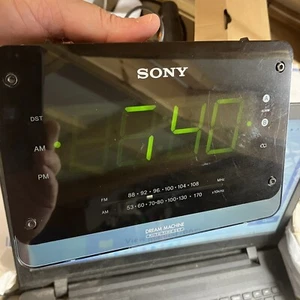 SONY
DST
7:40
AM
PM
FM 88 • 92 • 96 • 100 • 104 • 108 MHz
AM 53 • 60 • 70 • 80 • 100 • 130 • 170 x10kHz
DREAM MACHINE